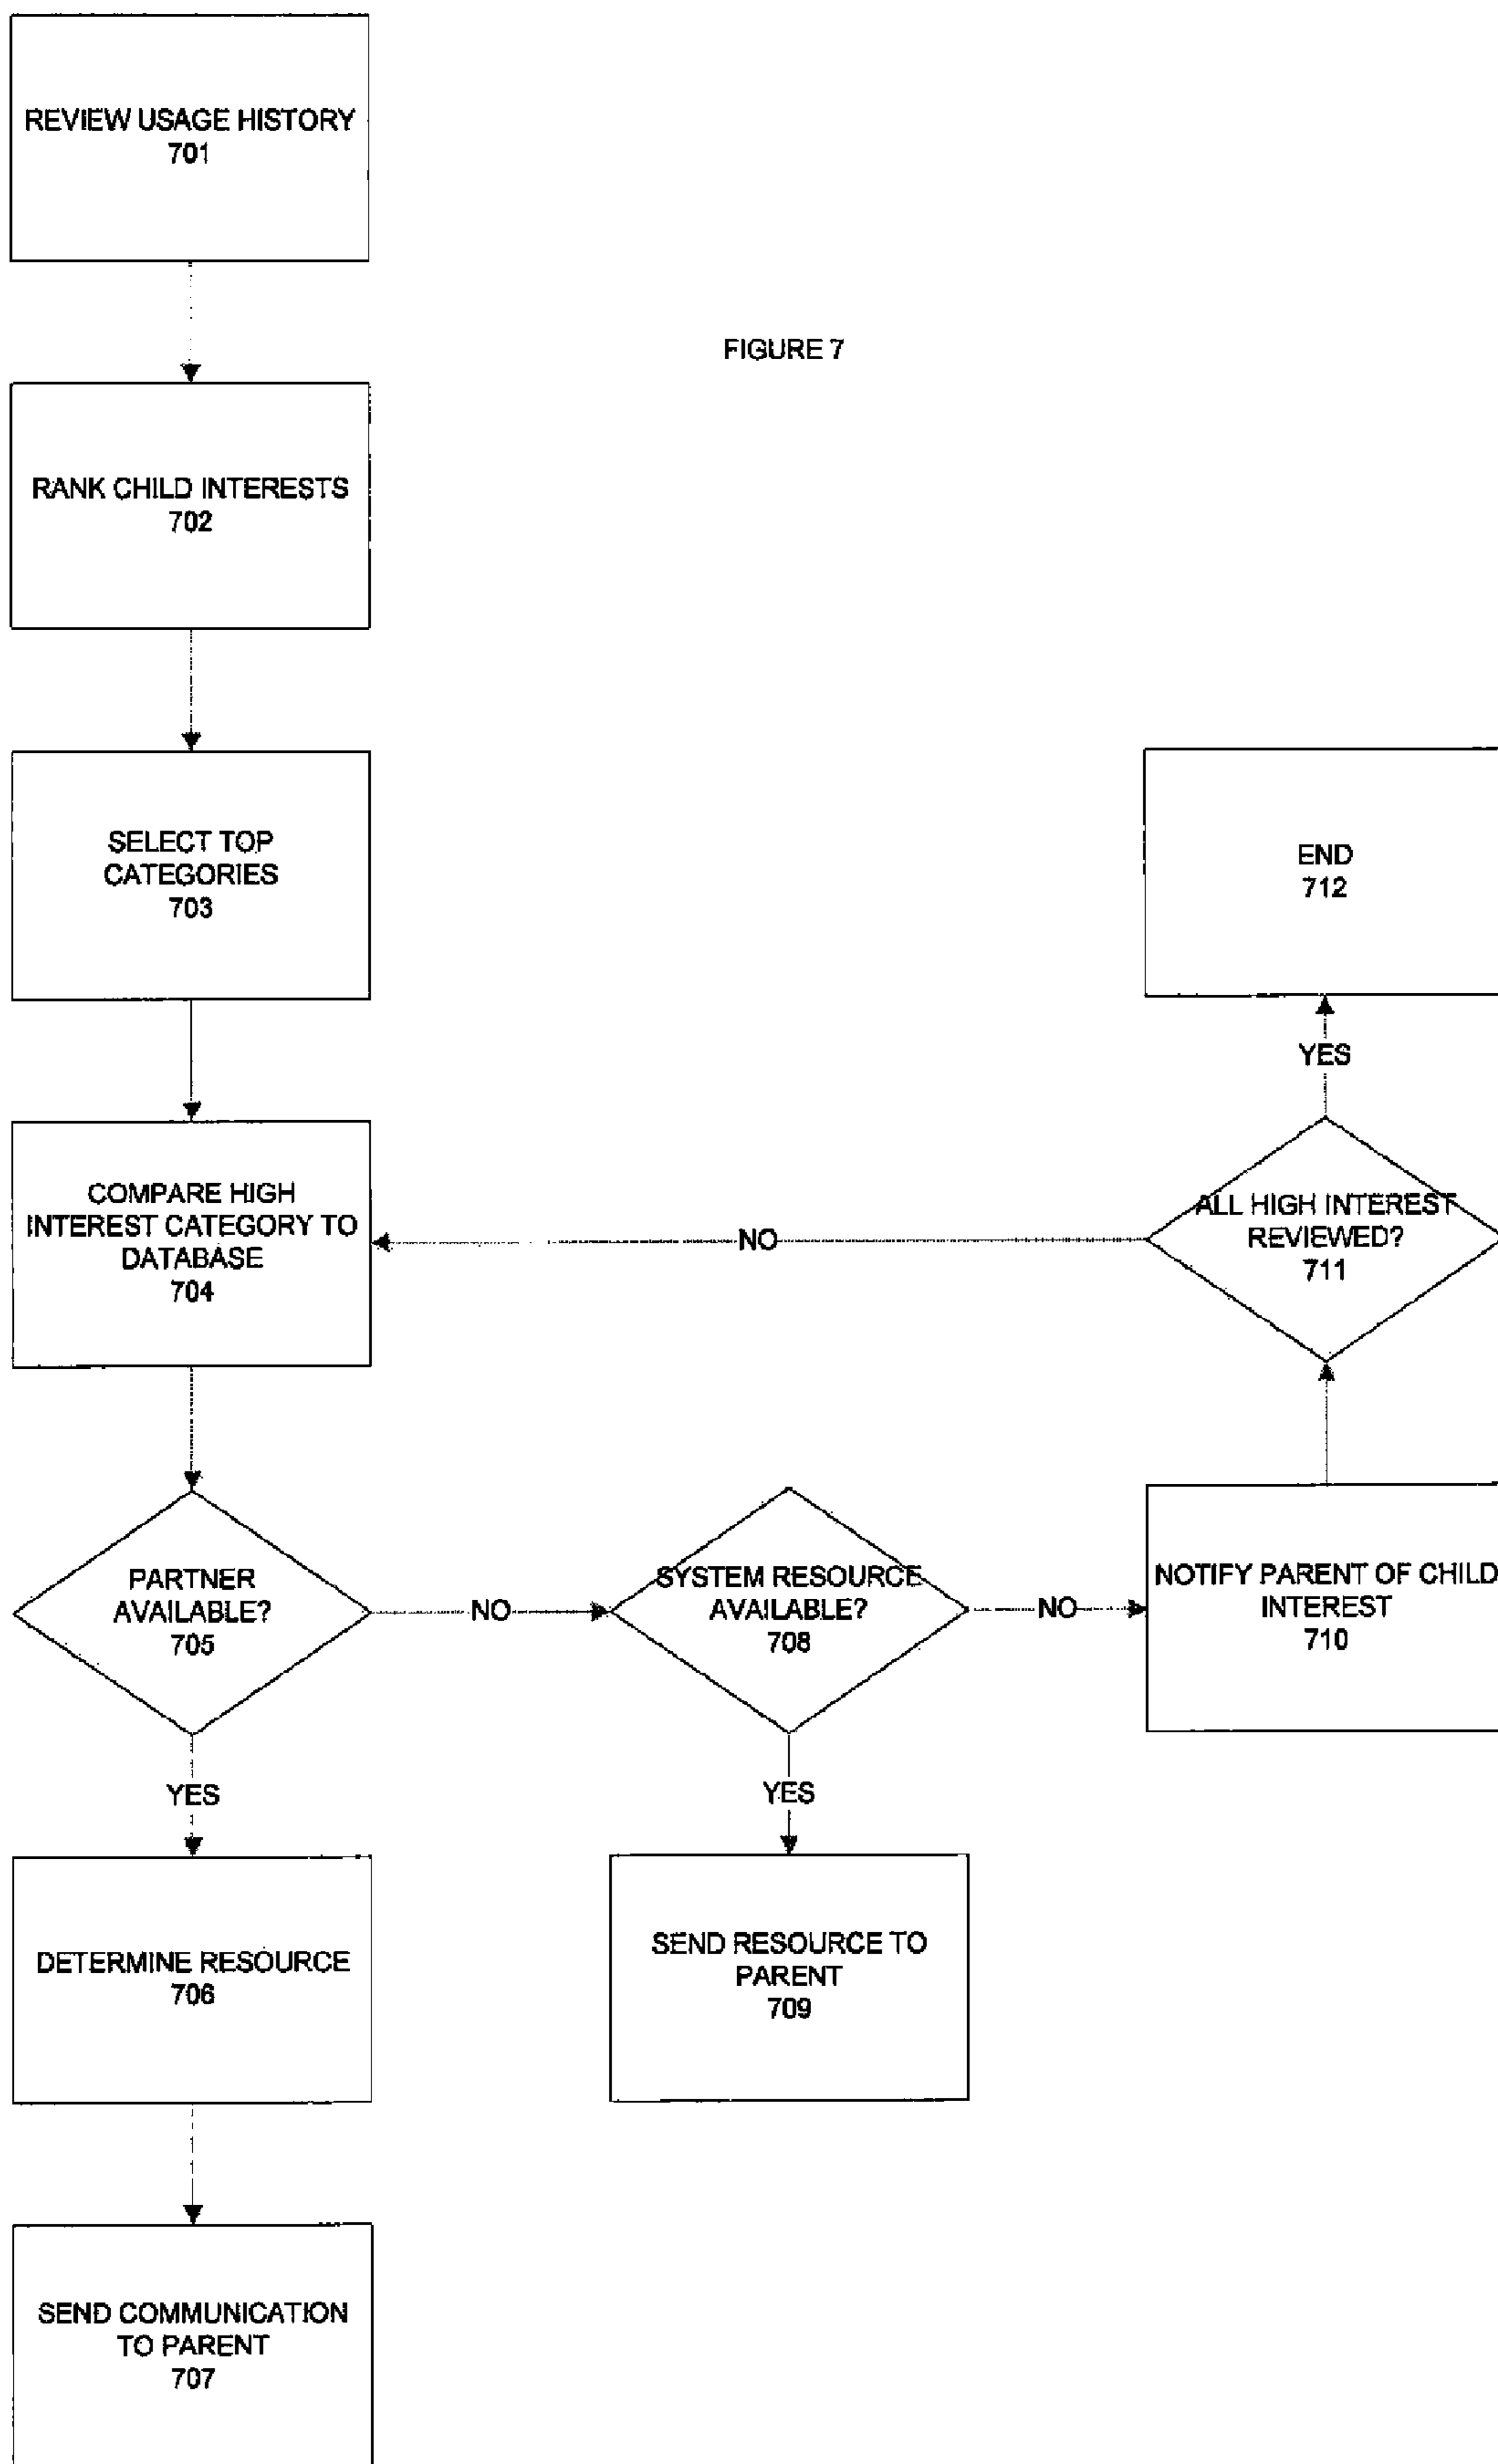 REVIEW USAGE HISTORY
701
FIGURE 7
RANK CHILD INTERESTS
702
SELECT TOP
CATEGORIES
703
END
712
YES
COMPARE HIGH
INTEREST CATEGORY TO
DATABASE
704
NO
ALL HIGH INTEREST
REVIEWED?
711
PARTNER
AVAILABLE?
705
NO
SYSTEM RESOURCE
AVAILABLE?
708
NO
NOTIFY PARENT OF CHILD
INTEREST
710
YES
YES
DETERMINE RESOURCE
706
SEND RESOURCE TO
PARENT
709
SEND COMMUNICATION
TO PARENT
707